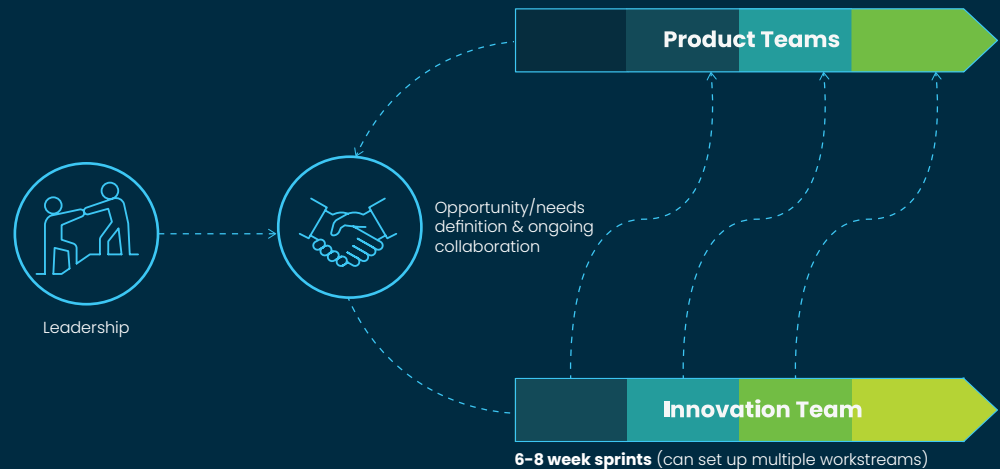 Product Teams
Opportunity/needs
definition & ongoing
collaboration
Leadership
Innovation Team
6-8 week sprints (can set up multiple workstreams)